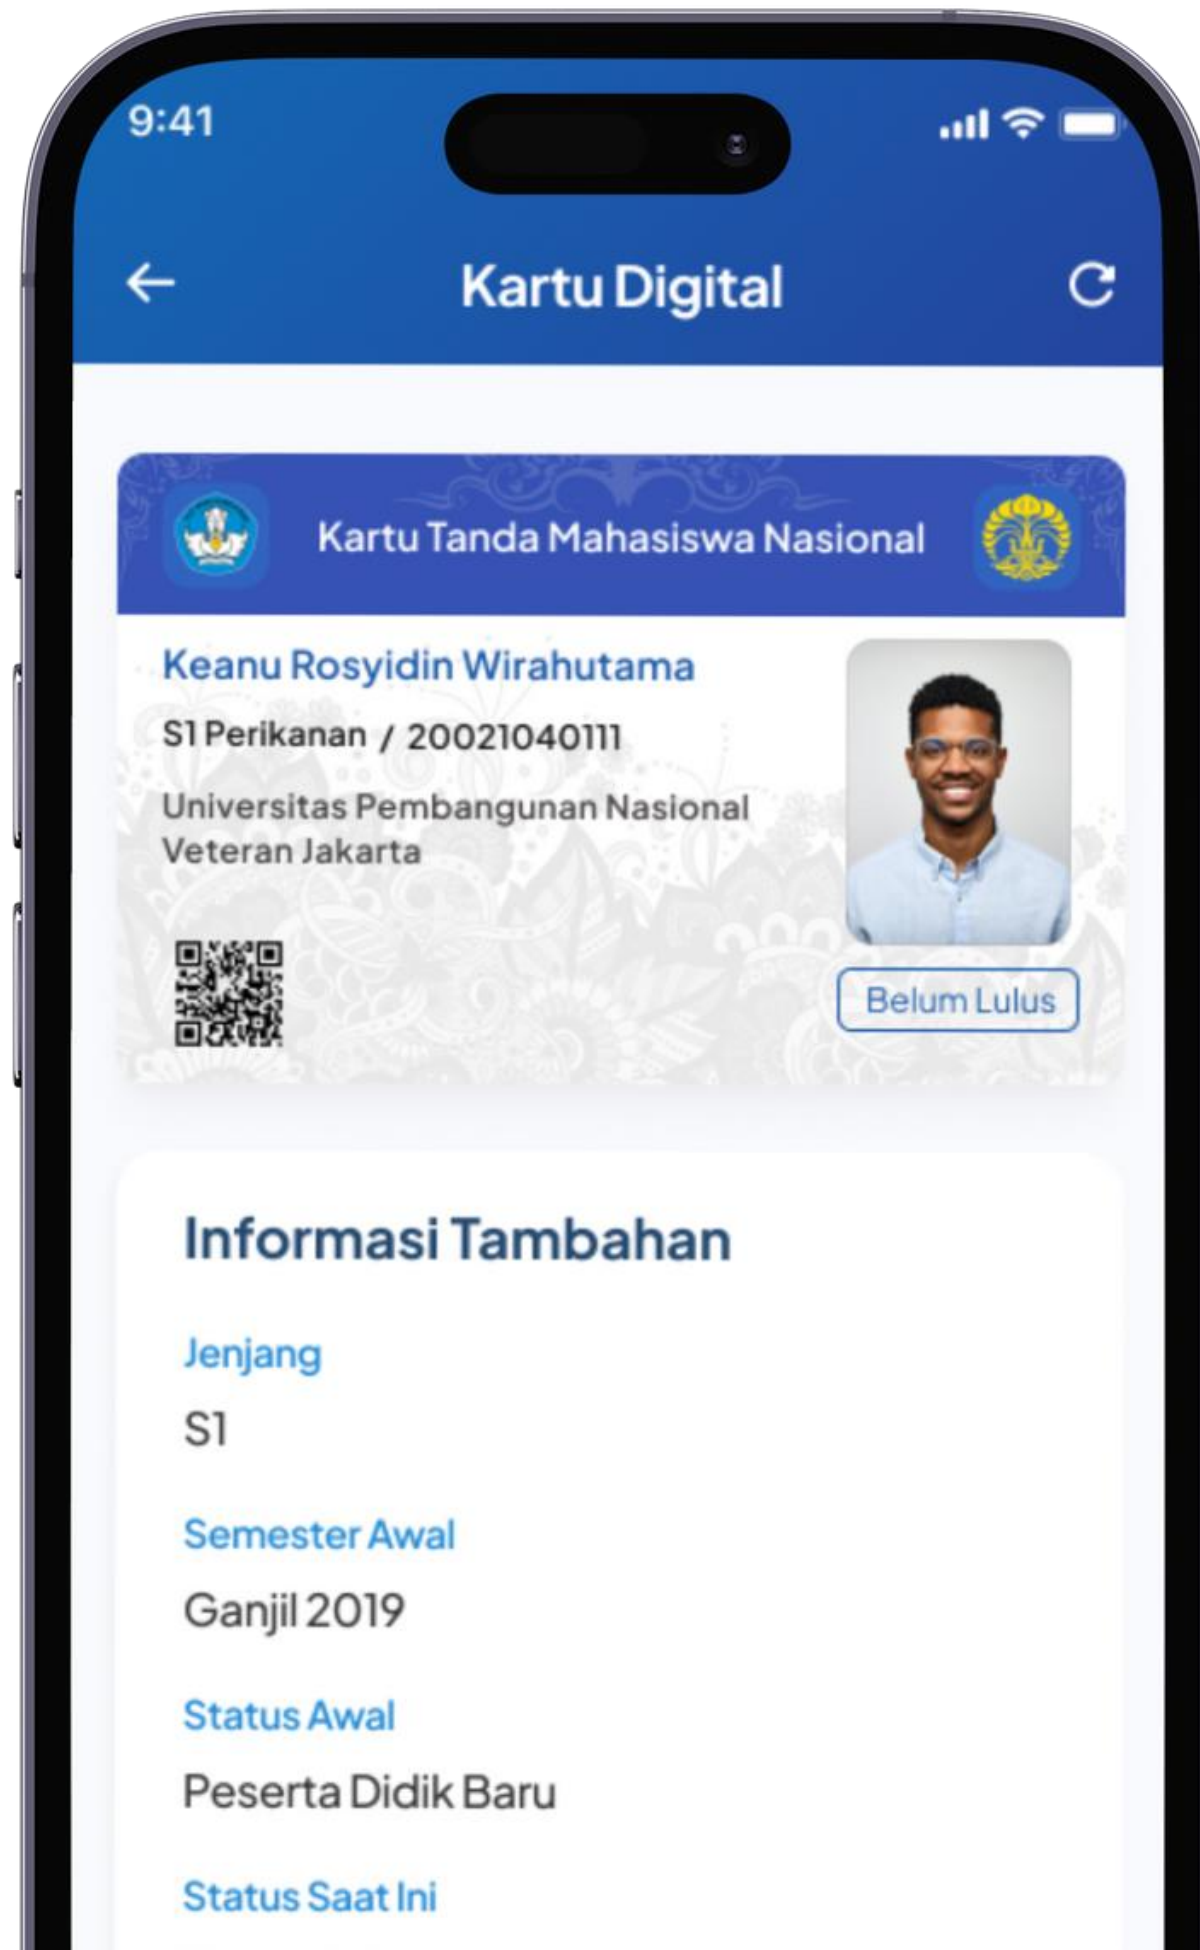 9:41
Kartu Digital
Kartu Tanda Mahasiswa Nasional
Keanu Rosyidin Wirahutama
S1 Perikanan / 20021040111
Universitas Pembangunan Nasional
Veteran Jakarta
Belum Lulus
Informasi Tambahan
Jenjang
S1
Semester Awal
Ganjil 2019
Status Awal
Peserta Didik Baru
Status Saat Ini